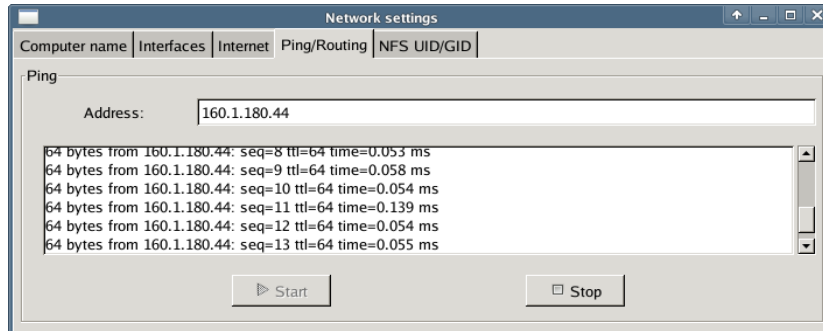 Network settings
Computer name Interfaces Internet Ping/Routing NFS UID/GID
Ping
Address: 160.1.180.44
64 bytes from 160.1.180.44: seq=8 ttl=64 time=0.053 ms
64 bytes from 160.1.180.44: seq=9 ttl=64 time=0.058 ms
64 bytes from 160.1.180.44: seq=10 ttl=64 time=0.054 ms
64 bytes from 160.1.180.44: seq=11 ttl=64 time=0.139 ms
64 bytes from 160.1.180.44: seq=12 ttl=64 time=0.054 ms
64 bytes from 160.1.180.44: seq=13 ttl=64 time=0.055 ms
Start Stop